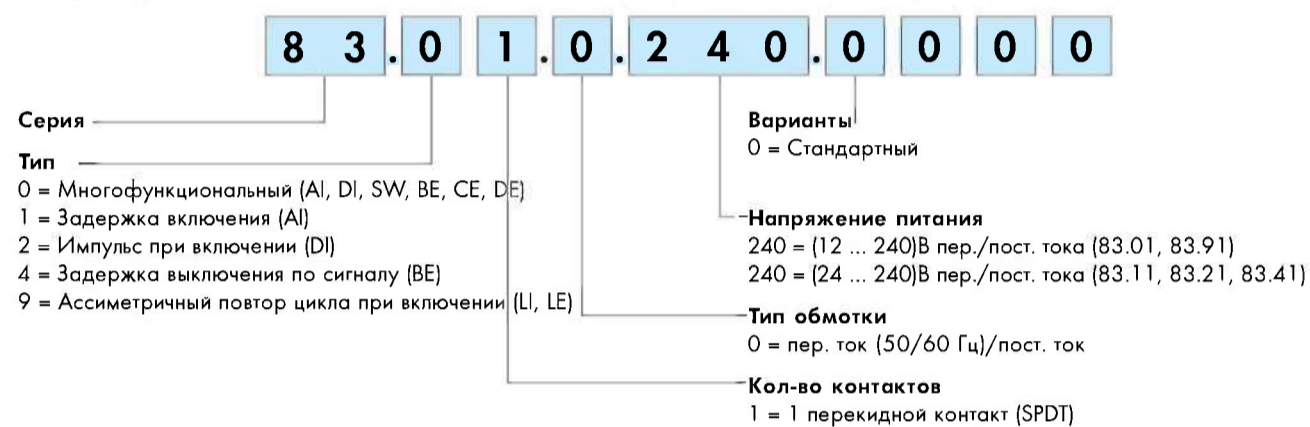 8 3.0 1.0.240.0 0 0 0
Серия
Тип
0 = Многофункциональный (AI, DI, SW, BE, CE, DE)
1 = Задержка включения (AI)
2 = Импульс при включении (DI)
4 = Задержка выключения по сигналу (BE)
9 = Ассиметричный повтор цикла при включении (LI, LE)
Варианты
0 = Стандартный
Напряжение питания
240 = (12 ... 240)В пер./пост. тока (83.01, 83.91)
240 = (24 ... 240)В пер./пост. тока (83.11, 83.21, 83.41)
Тип обмотки
0 = пер. ток (50/60 Гц)/пост. ток
Кол-во контактов
1 = 1 перекидной контакт (SPDT)